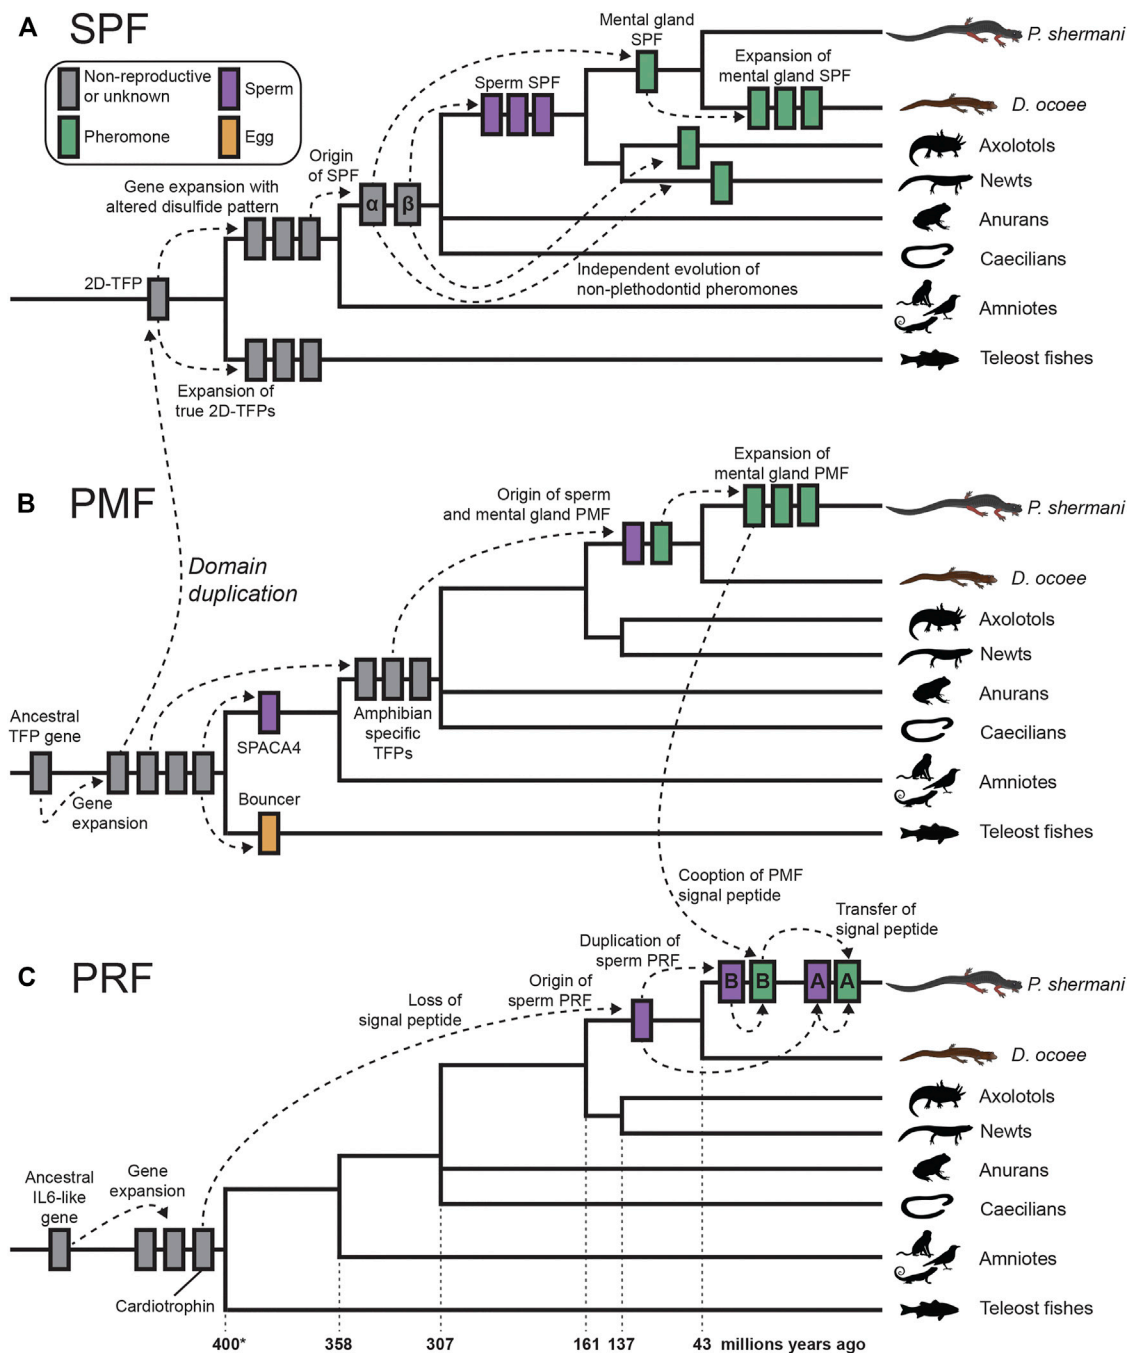 A SPF
Non-reproductive
or unknown
Sperm
Pheromone
Egg
Mental gland
SPF
Expansion of
mental gland SPF
Sperm SPF
Origin
of SPF
Gene expansion with
altered disulfide pattern
α
β
2D-TFP
Independent evolution of
non-plethodontid pheromones
Expansion of
true 2D-TFPs
P. shermani
D. ocoee
Axolotols
Newts
Anurans
Caecilians
Amniotes
Teleost fishes
B PMF
Expansion of
mental gland PMF
Origin of sperm
and mental gland PMF
Domain
duplication
Ancestral
TFP gene
Gene
expansion
SPACA4
Bouncer
Amphibian
specific
TFPs
P. shermani
D. ocoee
Axolotols
Newts
Anurans
Caecilians
Amniotes
Teleost fishes
Cooption of PMF
signal peptide
Transfer of
signal peptide
C PRF
Duplication of
sperm PRF
Origin of
sperm PRF
Loss of
signal peptide
B
B
A
A
Ancestral
IL6-like
gene
Gene
expansion
Cardiotrophin
P. shermani
D. ocoee
Axolotols
Newts
Anurans
Caecilians
Amniotes
Teleost fishes
400* 358 307 161 137 43 millions years ago